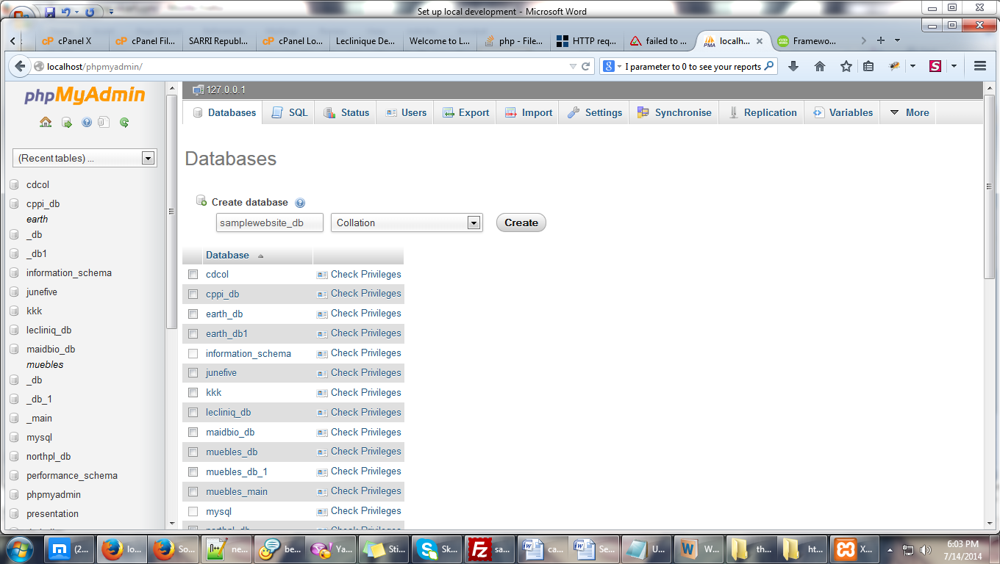 Set up local development - Microsoft Word
cPanel X
cPanel Fil...
SARRI Republ...
cPanel Lo...
Leclinique De...
Welcome to L...
php - File...
HTTP req...
failed to ...
localh...
Framewo...
localhost/phpmyadmin/
I parameter to 0 to see your reports
phpMyAdmin
127.0.0.1
Databases
SQL
Status
Users
Export
Import
Settings
Synchronise
Replication
Variables
More
(Recent tables) ...
cdcol
cppi_db
earth
_db
_db1
information_schema
junefive
kkk
lecliniq_db
maidbio_db
muebles
_db
_db_1
_main
mysql
northpl_db
performance_schema
phpmyadmin
presentation
Databases
Create database
samplewebsite_db
Collation
Create
Database
cdcol Check Privileges
cppi_db Check Privileges
earth_db Check Privileges
earth_db1 Check Privileges
information_schema Check Privileges
junefive Check Privileges
kkk Check Privileges
lecliniq_db Check Privileges
maidbio_db Check Privileges
muebles_db Check Privileges
muebles_db_1 Check Privileges
muebles_main Check Privileges
mysql Check Privileges
northpl_db Check Privileges
(2...
lo...
So...
ne...
be...
Ya...
Sti...
Sk...
sa...
ca...
Se...
U...
W...
th...
ht...
X...
6:03 PM
7/14/2014